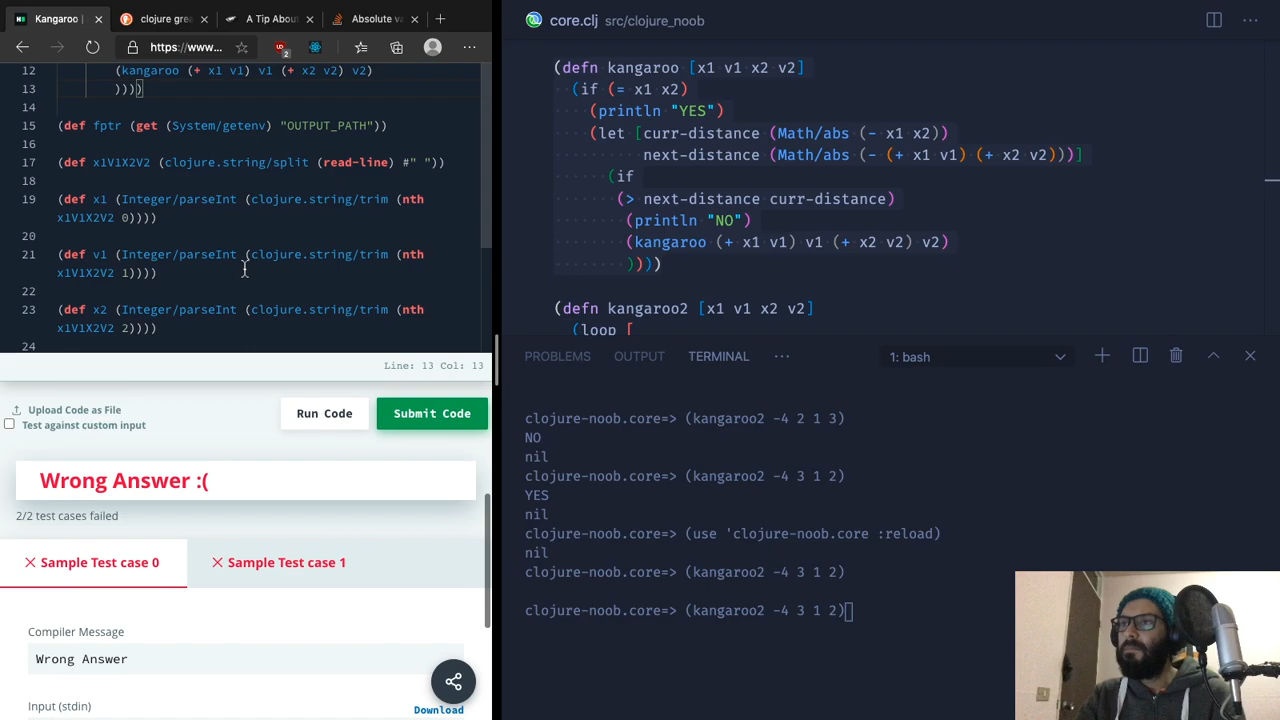 Kangaroo |
clojure grea
A Tip About
Absolute va
https://www...
2
12 (kangaroo (+ x1 v1) v1 (+ x2 v2) v2)
13 ))))
14
15 (def fptr (get (System/getenv) "OUTPUT_PATH"))
16
17 (def x1V1X2V2 (clojure.string/split (read-line) #" "))
18
19 (def x1 (Integer/parseInt (clojure.string/trim (nth
x1V1X2V2 0))))
20
21 (def v1 (Integer/parseInt (clojure.string/trim (nth
x1V1X2V2 1))))
22
23 (def x2 (Integer/parseInt (clojure.string/trim (nth
x1V1X2V2 2))))
24
Line: 13 Col: 13
Upload Code as File
Test against custom input
Run Code
Submit Code
Wrong Answer :(
2/2 test cases failed
Sample Test case 0
Sample Test case 1
Compiler Message
Wrong Answer
Input (stdin)
Download
core.clj src/clojure_noob
(defn kangaroo [x1 v1 x2 v2]
(if (= x1 x2)
(println "YES")
(let [curr-distance (Math/abs (- x1 x2))
next-distance (Math/abs (- (+ x1 v1) (+ x2 v2)))]
(if
(> next-distance curr-distance)
(println "NO")
(kangaroo (+ x1 v1) v1 (+ x2 v2) v2)
))))
(defn kangaroo2 [x1 v1 x2 v2]
(loop [
PROBLEMS
OUTPUT
TERMINAL
1: bash
clojure-noob.core=> (kangaroo2 -4 2 1 3)
NO
nil
clojure-noob.core=> (kangaroo2 -4 3 1 2)
YES
nil
clojure-noob.core=> (use 'clojure-noob.core :reload)
nil
clojure-noob.core=> (kangaroo2 -4 3 1 2)
clojure-noob.core=> (kangaroo2 -4 3 1 2)